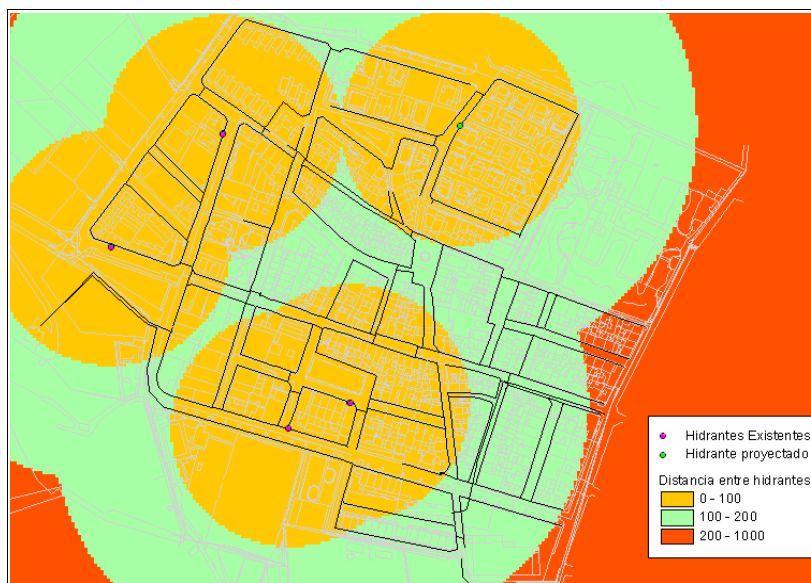 Hidrantes Existentes
Hidrante proyectado
Distancia entre hidrantes
0 - 100
100 - 200
200 - 1000